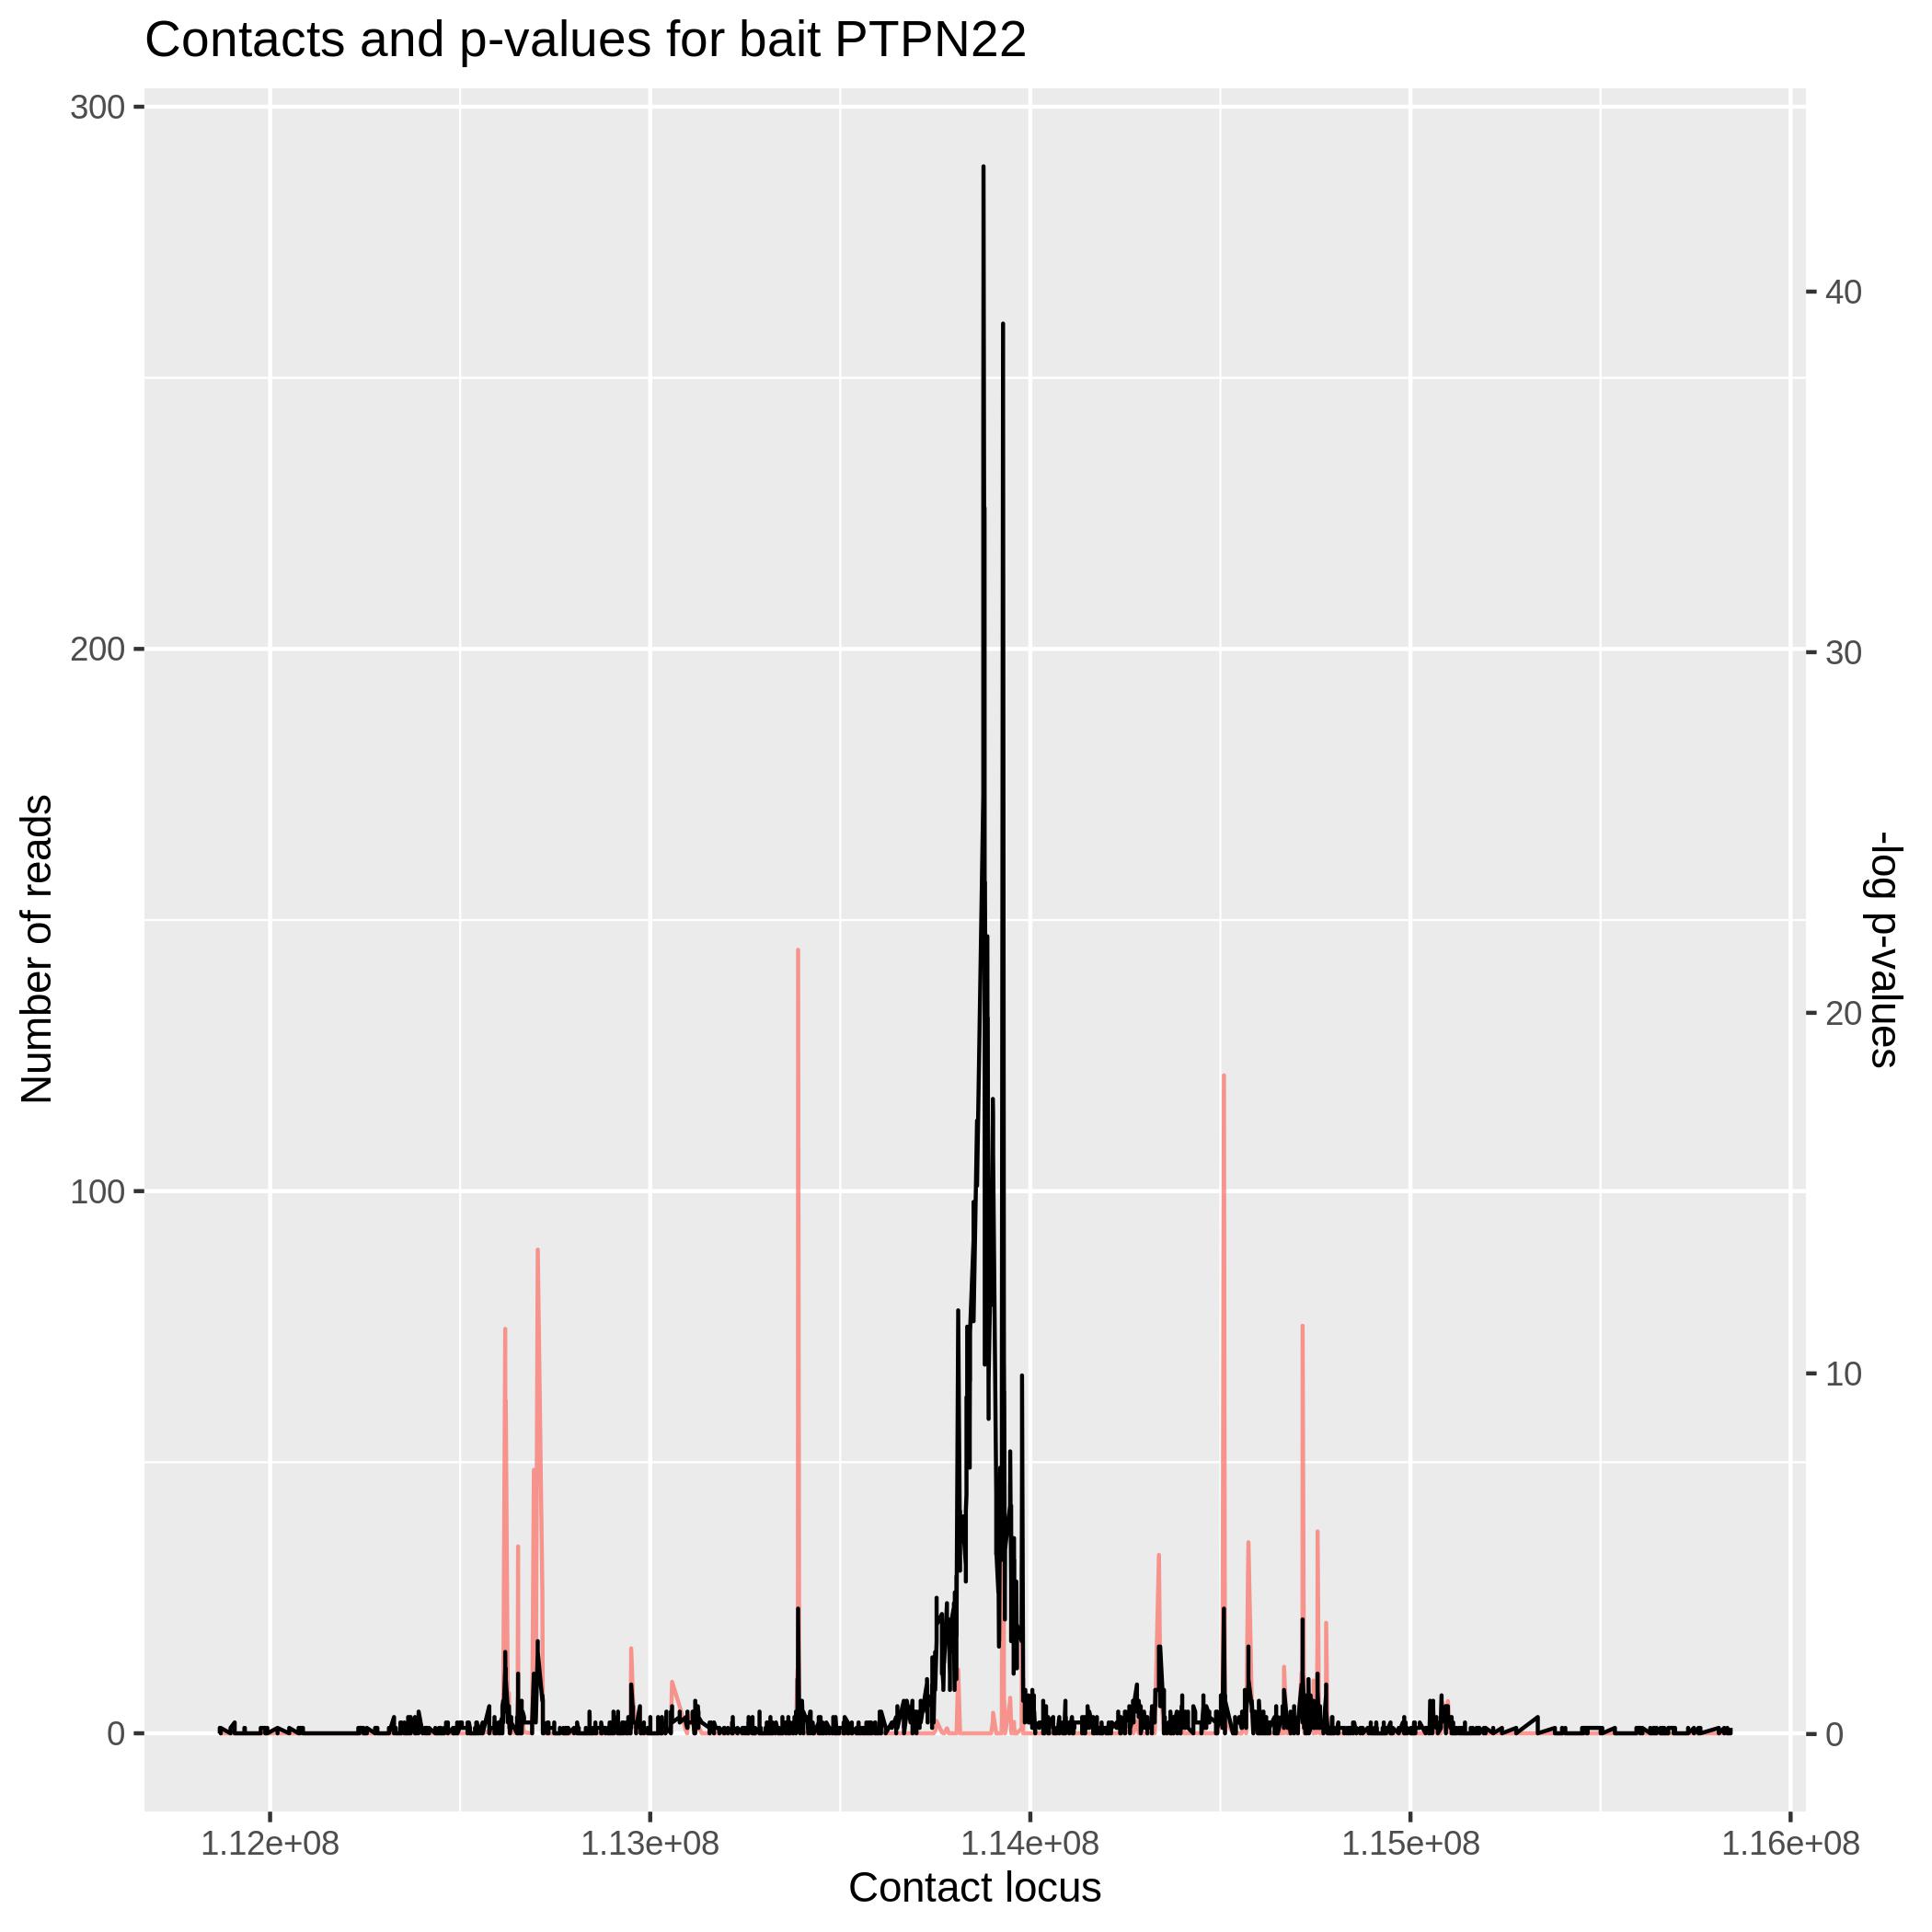 Contacts and p-values for bait PTPN22
300
200
100
0
Number of reads
40
30
20
10
0
-log p-values
1.12e+08
1.13e+08
1.14e+08
1.15e+08
1.16e+08
Contact locus